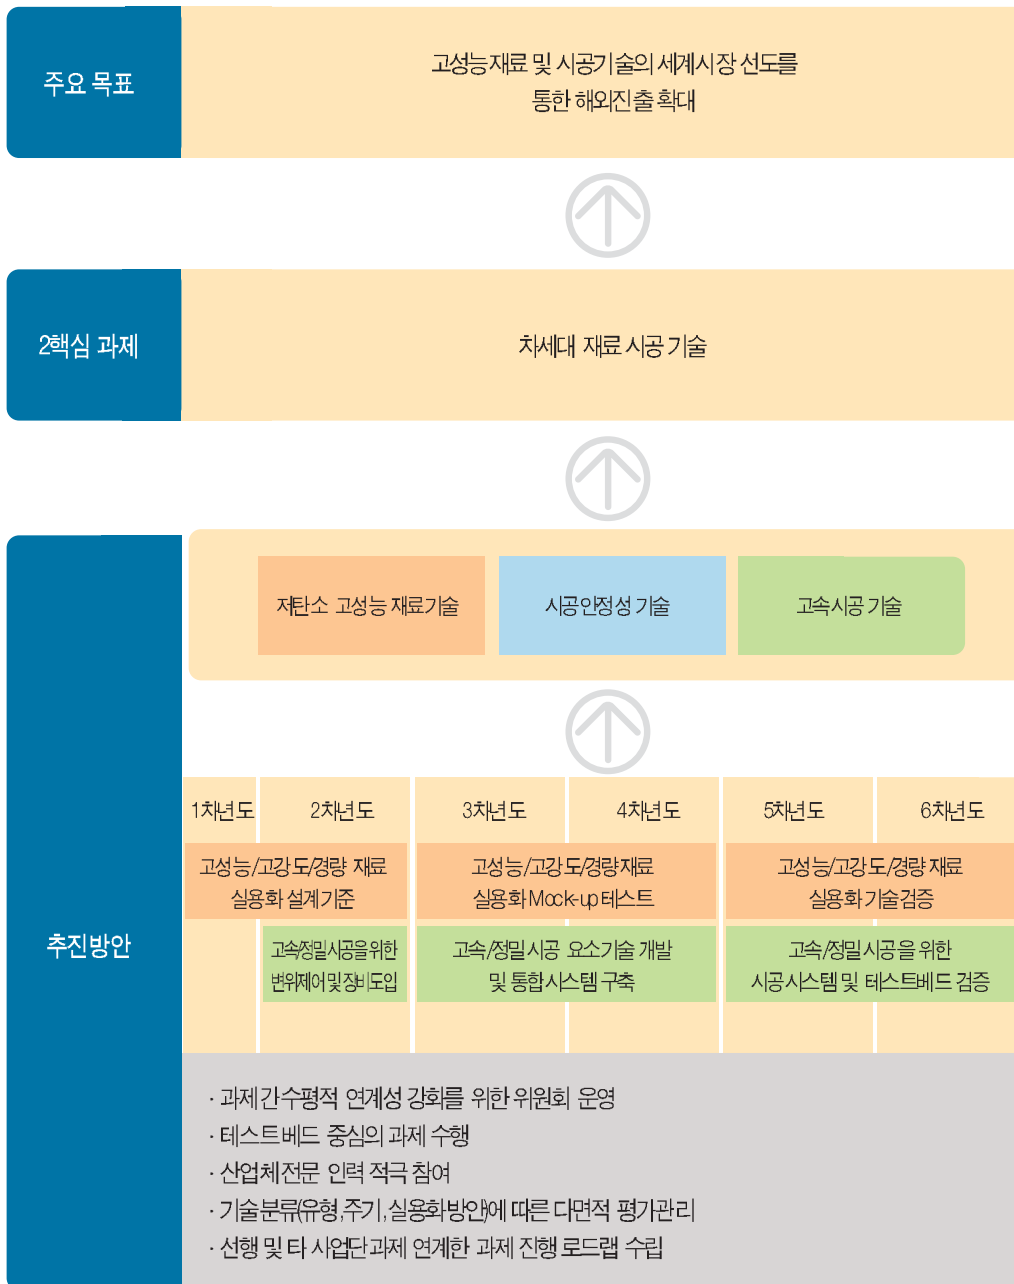 주요 목표
고성능재료 및 시공기술의 세계시장 선도를
통한 해외진출 확대
2핵심 과제
차세대 재료 시공 기술
추진방안
저탄소 고성능 재료기술
시공안정성 기술
고속시공 기술
1차년도
2차년도
3차년도
4차년도
5차년도
6차년도
고성능/고강도/경량 재료
실용화 설계기준
고성능/고강도/경량재료
실용화 Mock-up 테스트
고성능/고강도/경량 재료
실용화 기술검증
고속/정밀시공을 위한
변위제어 및 장비도입
고속/정밀시공 요소기술 개발
및 통합시스템 구축
고속/정밀시공을 위한
시공시스템 및 테스트베드 검증
· 과제간 수평적 연계성 강화를 위한 위원회 운영
· 테스트베드 중심의 과제 수행
· 산업체전문 인력 적극 참여
· 기술분류(유형,주기,실용화방안)에 따른 다면적 평가관리
· 선행 및 타 사업단과제 연계한 과제 진행 로드랩 수립